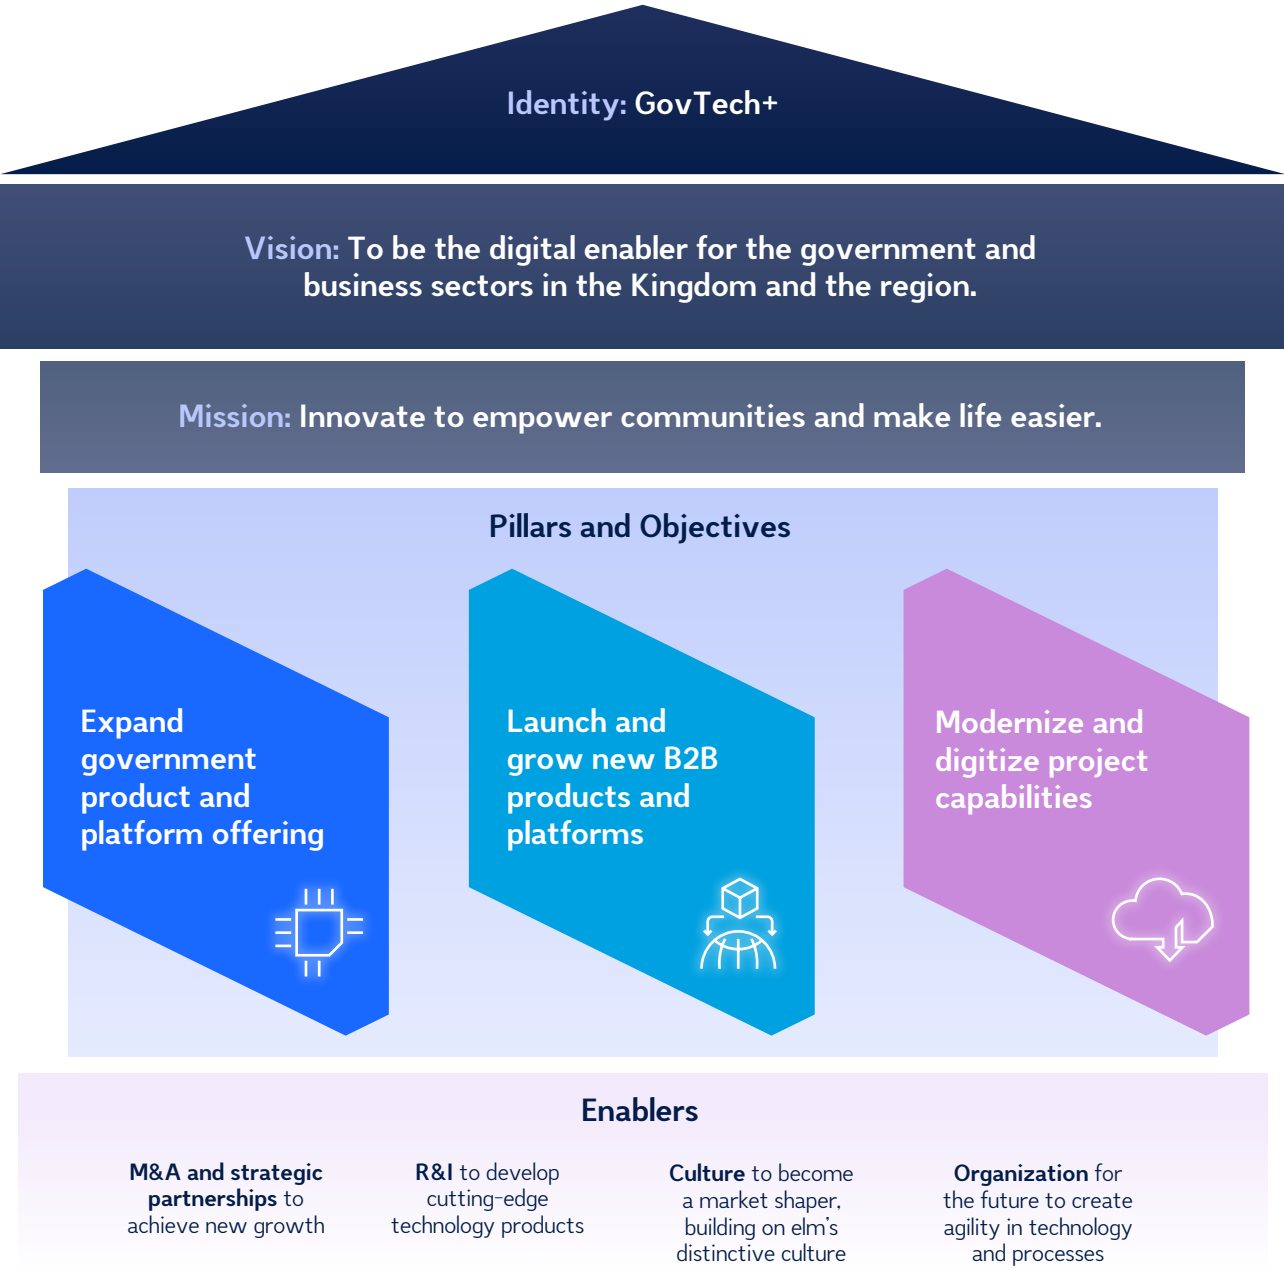 Identity: GovTech+
Vision: To be the digital enabler for the government and
business sectors in the Kingdom and the region.
Mission: Innovate to empower communities and make life easier.
Pillars and Objectives
Expand
government
product and
platform offering
Launch and
grow new B2B
products and
platforms
Modernize and
digitize project
capabilities
Enablers
M&A and strategic
partnerships to
achieve new growth
R&I to develop
cutting-edge
technology products
Culture to become
a market shaper,
building on elm's
distinctive culture
Organization for
the future to create
agility in technology
and processes